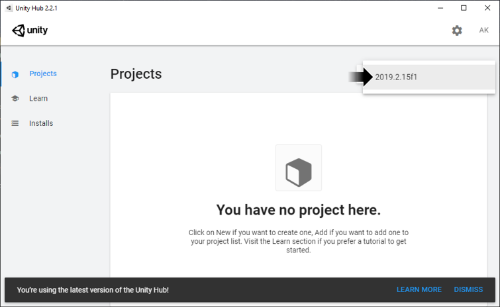 Unity Hub 2.2.1
unity
AK
Projects
Learn
Installs
Projects
2019.2.15f1
You have no project here.
Click on New if you want to create one, Add if you want to add one to
your project list. Visit the Learn section if you prefer a tutorial to get
started.
You're using the latest version of the Unity Hub!
LEARN MORE
DISMISS